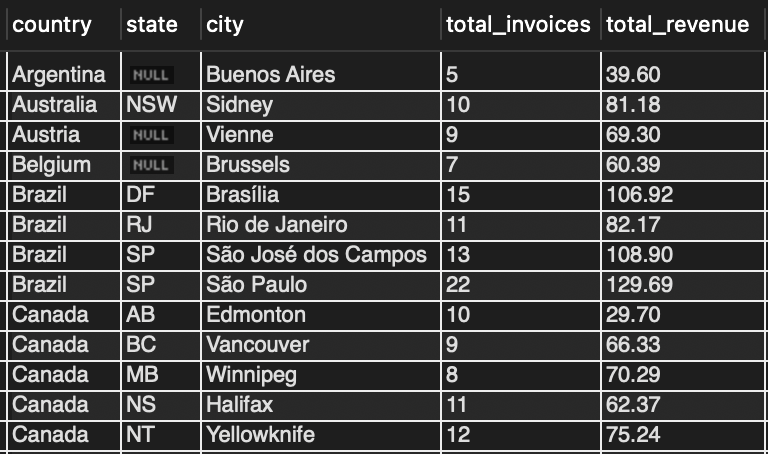 country state city total_invoices total_revenue
Argentina NULL Buenos Aires 5 39.60
Australia NSW Sidney 10 81.18
Austria NULL Vienne 9 69.30
Belgium NULL Brussels 7 60.39
Brazil DF Brasília 15 106.92
Brazil RJ Rio de Janeiro 11 82.17
Brazil SP São José dos Campos 13 108.90
Brazil SP São Paulo 22 129.69
Canada AB Edmonton 10 29.70
Canada BC Vancouver 9 66.33
Canada MB Winnipeg 8 70.29
Canada NS Halifax 11 62.37
Canada NT Yellowknife 12 75.24